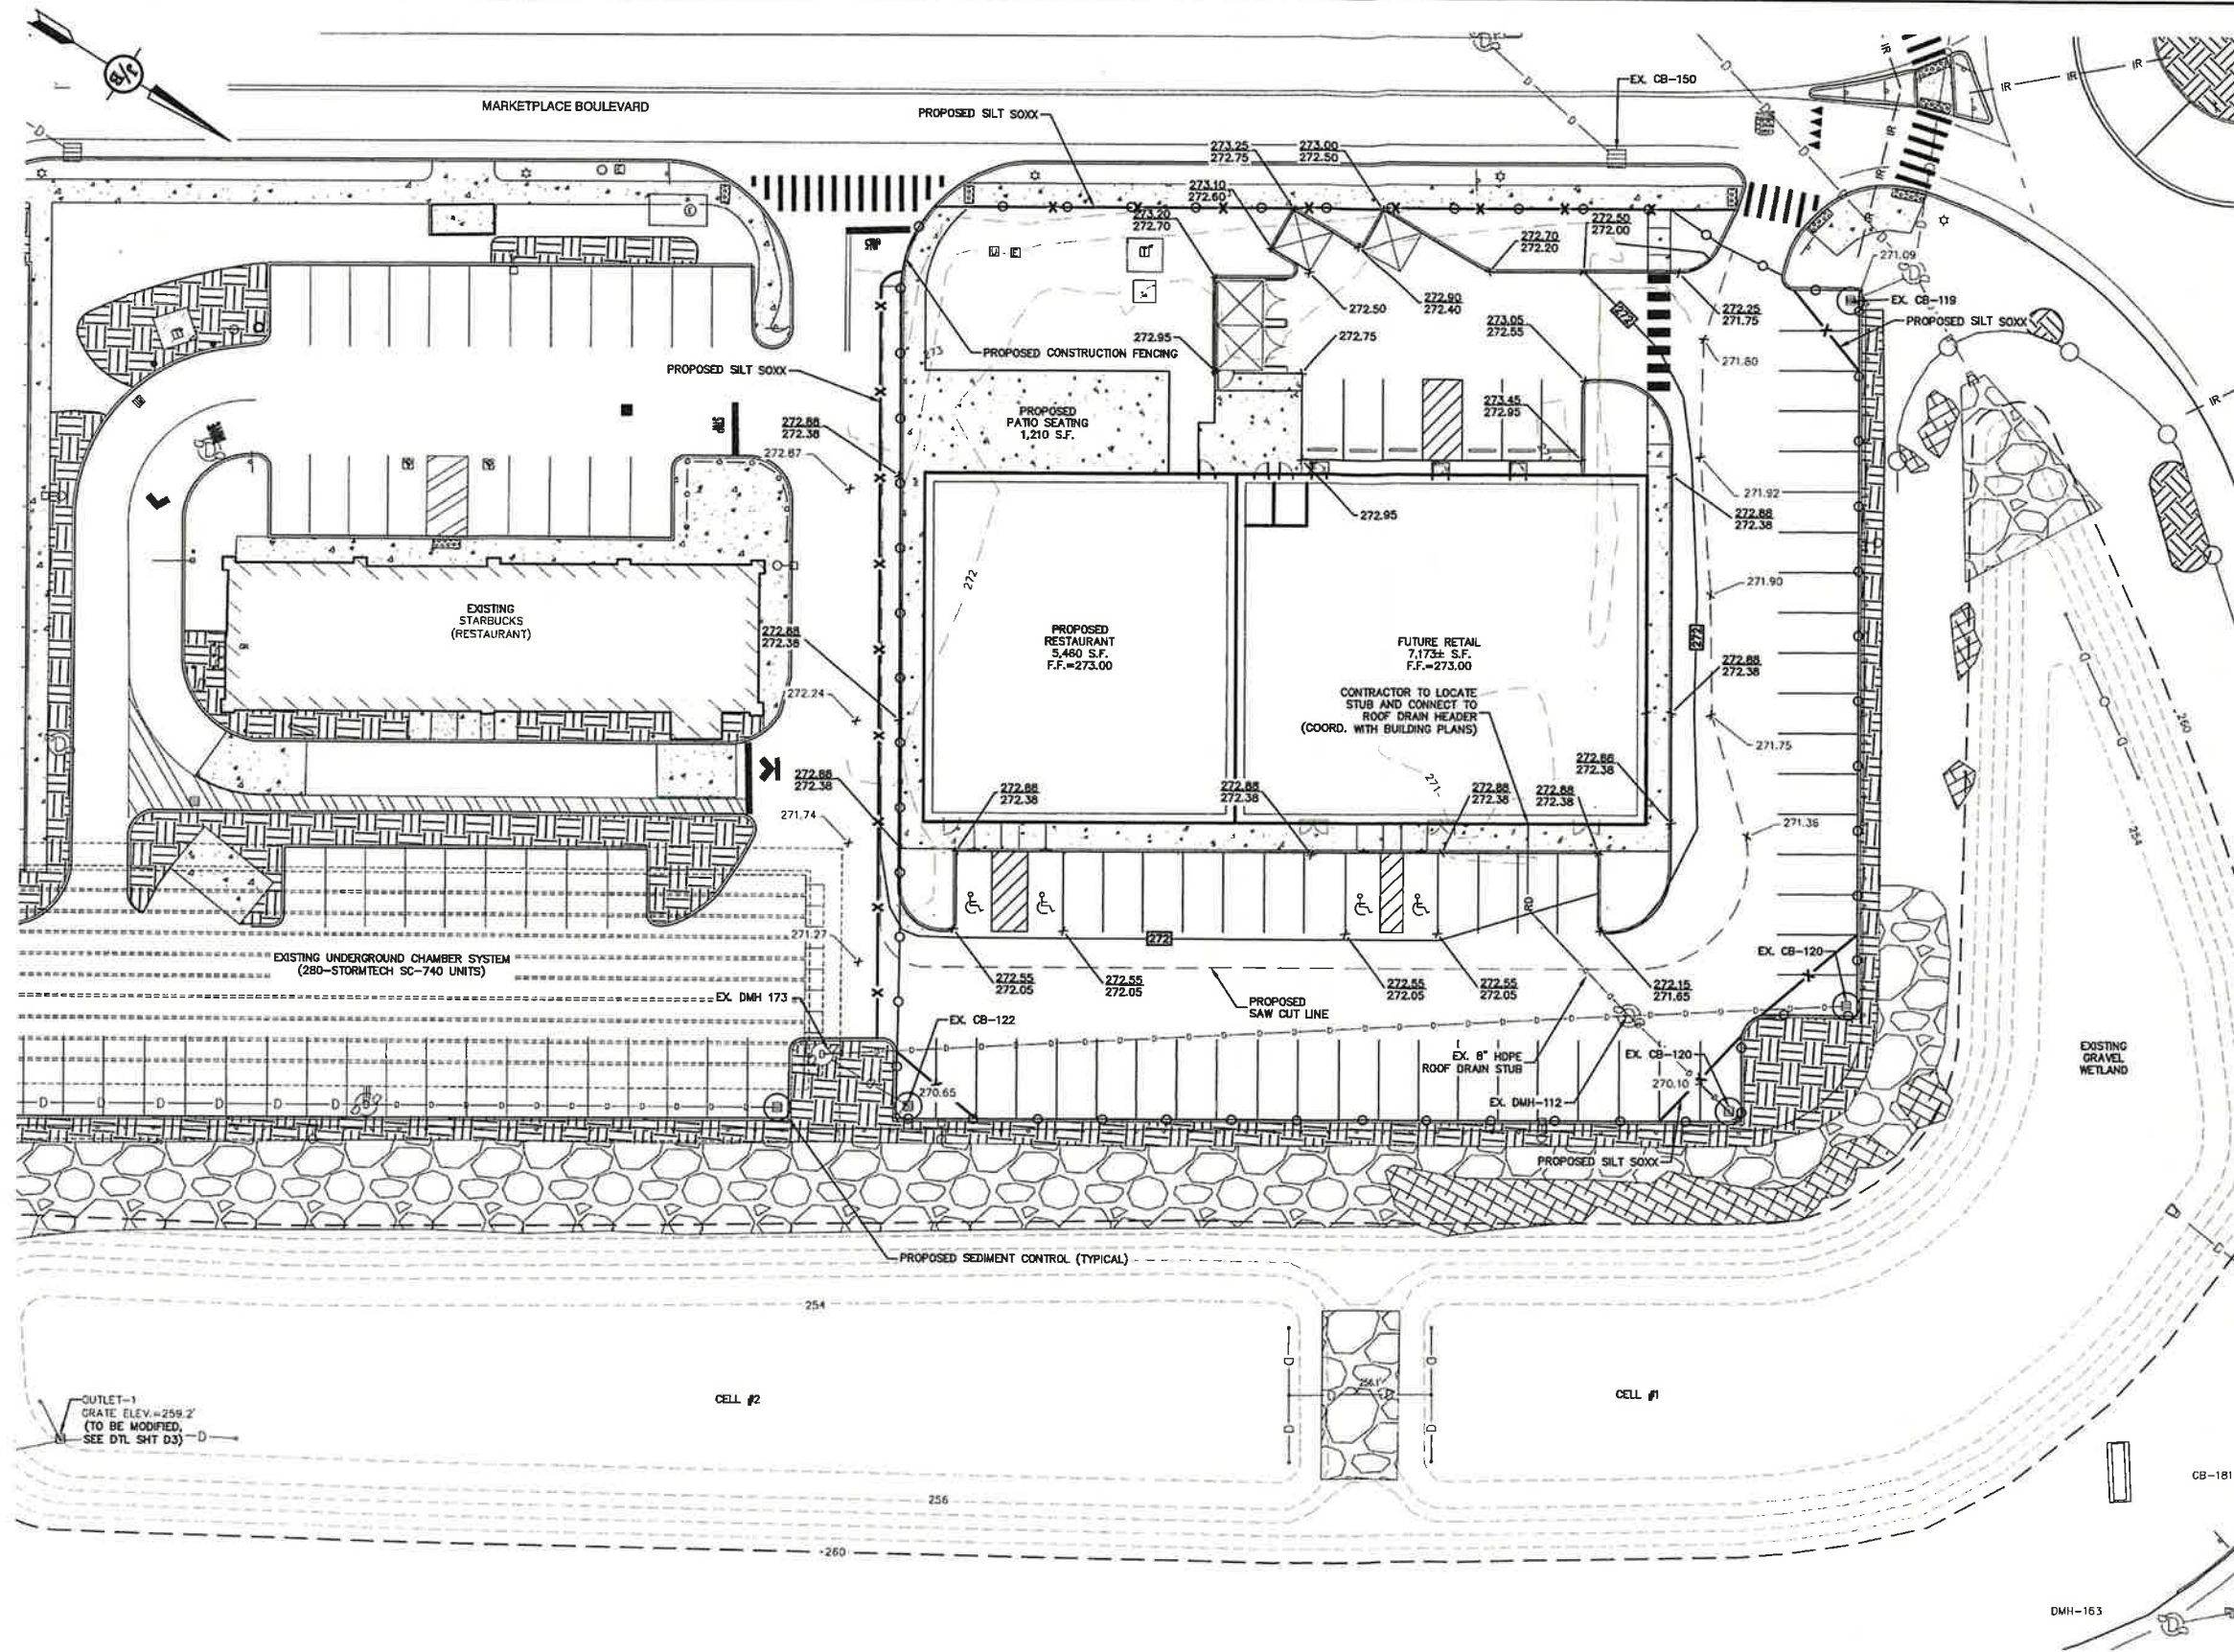 J/B
MARKETPLACE BOULEVARD
PROPOSED SILT SOXX
EX. CB-150
273.25
272.75
273.00
272.50
273.10
272.60
273.20
272.70
272.50
272.00
272.70
272.20
271.09
EX. CB-119
PROPOSED SILT SOXX
272.50
272.90
272.40
272
272.25
271.75
272.95
272.75
273.05
272.55
271.80
273
PROPOSED CONSTRUCTION FENCING
PROPOSED SILT SOXX
PROPOSED
PATIO SEATING
1,210 S.F.
273.45
272.95
272.88
272.38
272.67
271.92
272.88
272.38
272.95
272
271.90
EXISTING
STARBUCKS
(RESTAURANT)
272.88
272.38
PROPOSED
RESTAURANT
5,460 S.F.
F.F.=273.00
FUTURE RETAIL
7,173± S.F.
F.F.=273.00
272
272.88
272.38
272.24
CONTRACTOR TO LOCATE
STUB AND CONNECT TO
ROOF DRAIN HEADER
(COORD. WITH BUILDING PLANS)
271.75
260
272.88
272.38
272.88
272.38
272.88
272.38
271
272.88
272.38
272.88
272.38
272.88
272.38
271.74
271.36
254
RD
271.27
272
EXISTING UNDERGROUND CHAMBER SYSTEM
(280-STORMTECH SC-740 UNITS)
EX. CB-120
272.55
272.05
272.55
272.05
272.55
272.05
272.55
272.05
272.15
271.65
EX. DMH 173
PROPOSED
SAW CUT LINE
EX. CB-122
EX. 8" HDPE
ROOF DRAIN STUB
EX. CB-120
270.10
EXISTING
GRAVEL
WETLAND
270.65
EX. DMH-112
PROPOSED SILT SOXX
PROPOSED SEDIMENT CONTROL (TYPICAL)
254
OUTLET-1
GRATE ELEV.=259.2'
(TO BE MODIFIED,
SEE DTL SHT D3)
CELL #2
256.1'
CELL #1
CB-181
256
260
DMH-163